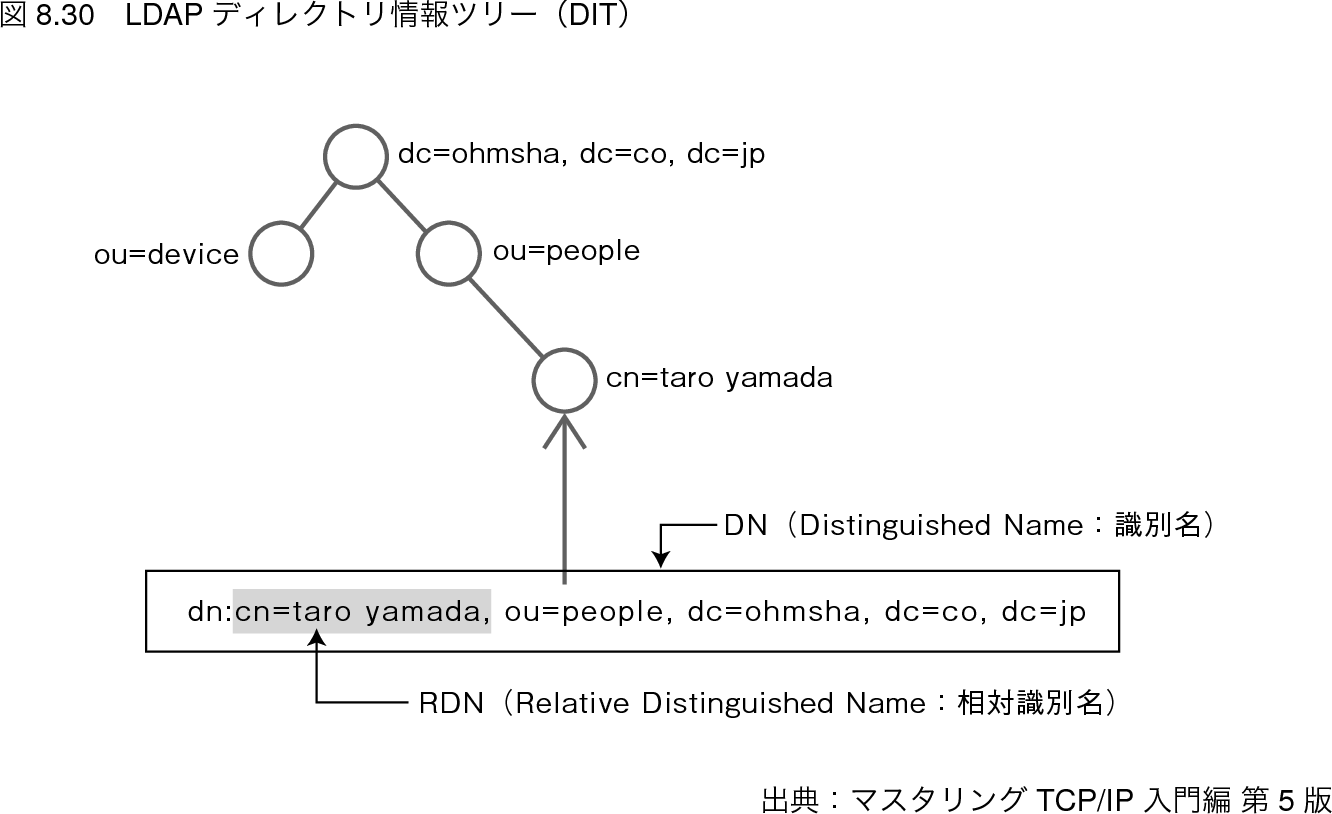 図 8.30　LDAP ディレクトリ情報ツリー（DIT）
dc=ohmsha, dc=co, dc=jp
ou=device
ou=people
cn=taro yamada
DN（Distinguished Name：識別名）
dn:cn=taro yamada, ou=people, dc=ohmsha, dc=co, dc=jp
RDN（Relative Distinguished Name：相対識別名）
出典：マスタリング TCP/IP 入門編 第 5 版